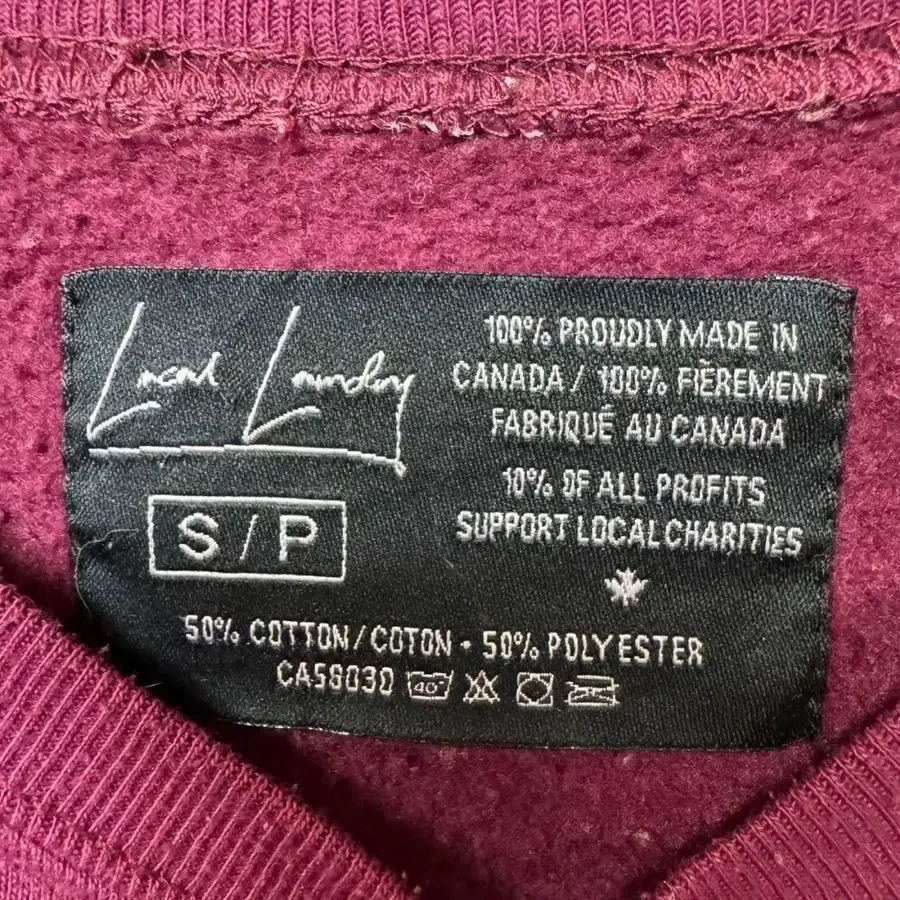 Local Laundry
S/P
100% PROUDLY MADE IN
CANADA / 100% FIÈREMENT
FABRIQUÉ AU CANADA
10% OF ALL PROFITS
SUPPORT LOCAL CHARITIES
50% COTTON/COTON • 50% POLYESTER
CA58030 40°